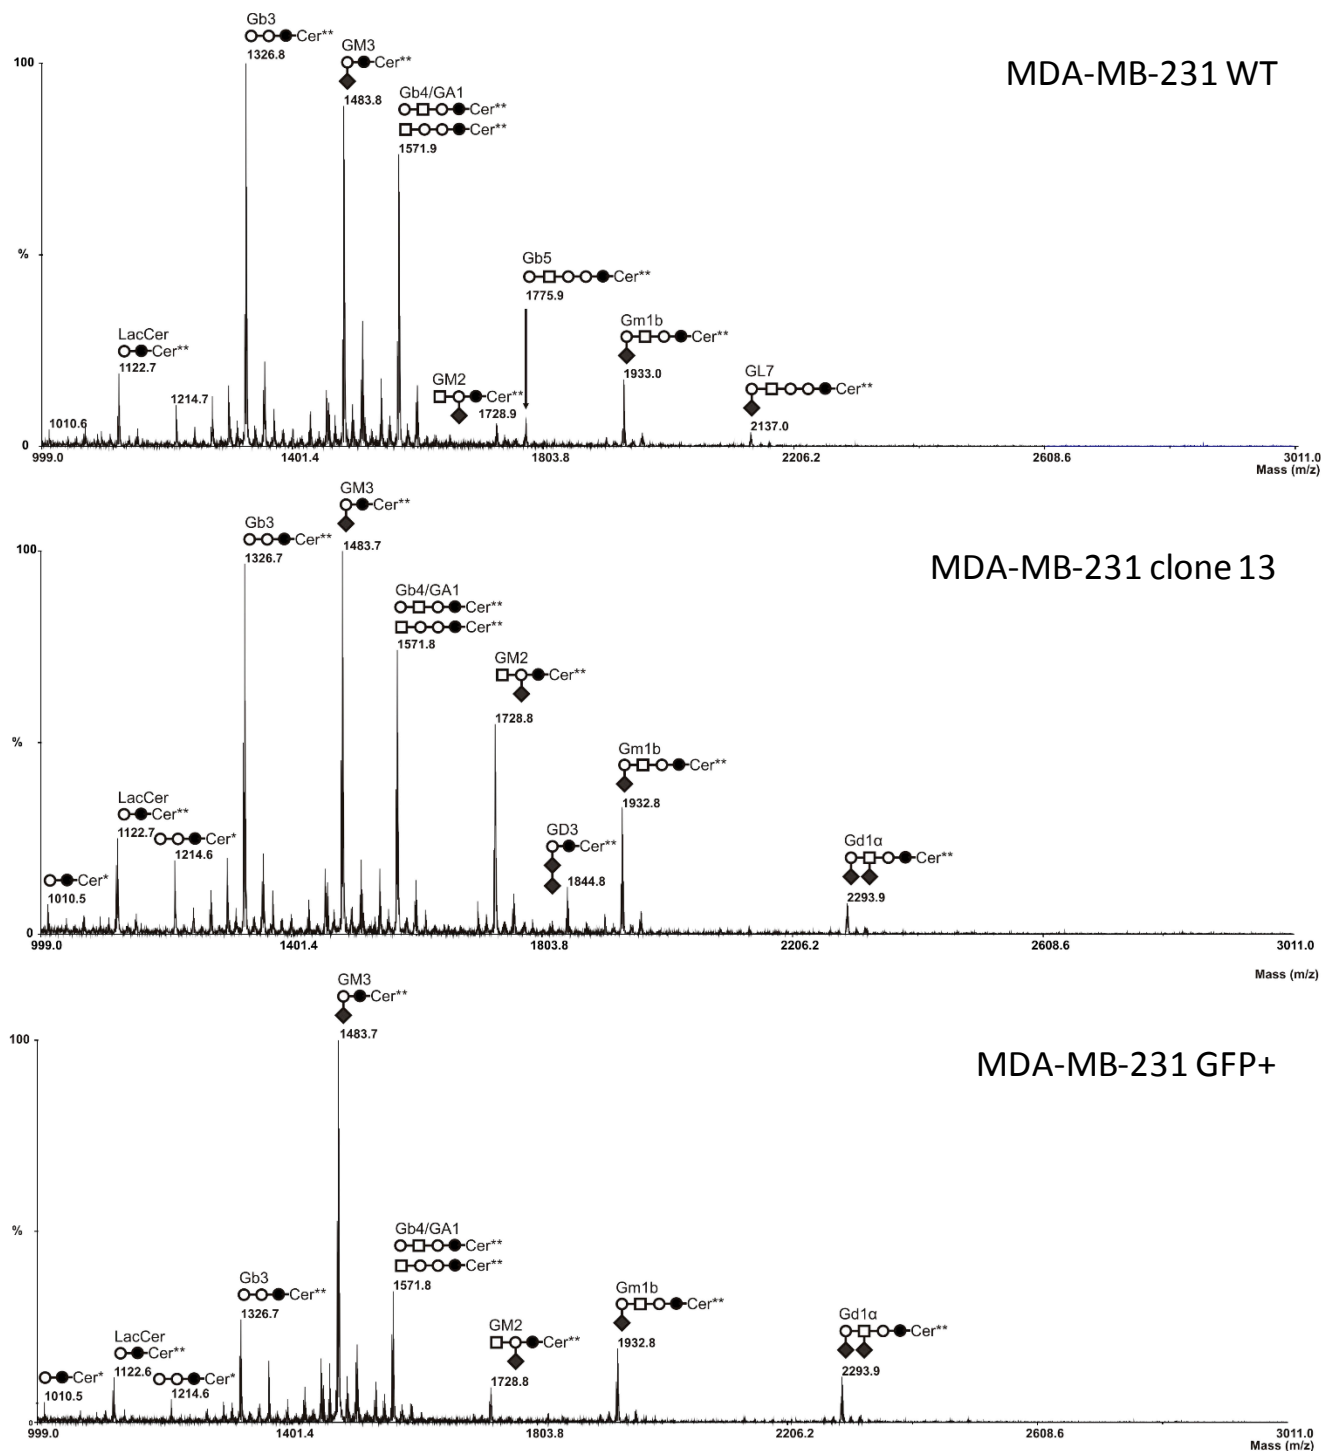 MDA-MB-231 WT
Gb3
Cer**
1326.8
GM3
Cer**
1483.8
Gb4/GA1
Cer**
Cer**
1571.9
Gb5
Cer**
1775.9
LacCer
Cer**
1122.7
1010.6
1214.7
GM2
Cer**
1728.9
Gm1b
Cer**
1933.0
GL7
Cer**
2137.0
100
%
0
999.0 1401.4 1803.8 2206.2 2608.6 3011.0
Mass (m/z)
MDA-MB-231 clone 13
GM3
Cer**
1483.7
Gb3
Cer**
1326.7
Gb4/GA1
Cer**
Cer**
1571.8
GM2
Cer**
1728.8
Gm1b
Cer**
1932.8
LacCer
Cer**
1122.7
Cer*
1214.6
Cer*
1010.5
GD3
Cer**
1844.8
Gd1α
Cer**
2293.9
100
%
0
999.0 1401.4 1803.8 2206.2 2608.6 3011.0
Mass (m/z)
MDA-MB-231 GFP+
GM3
Cer**
1483.7
Gb4/GA1
Cer**
Cer**
1571.8
Gb3
Cer**
1326.7
Gm1b
Cer**
1932.8
LacCer
Cer**
1122.6
Cer*
1010.5
Cer*
1214.6
GM2
Cer**
1728.8
Gd1α
Cer**
2293.9
100
%
0
999.0 1401.4 1803.8 2206.2 2608.6 3011.0
Mass (m/z)